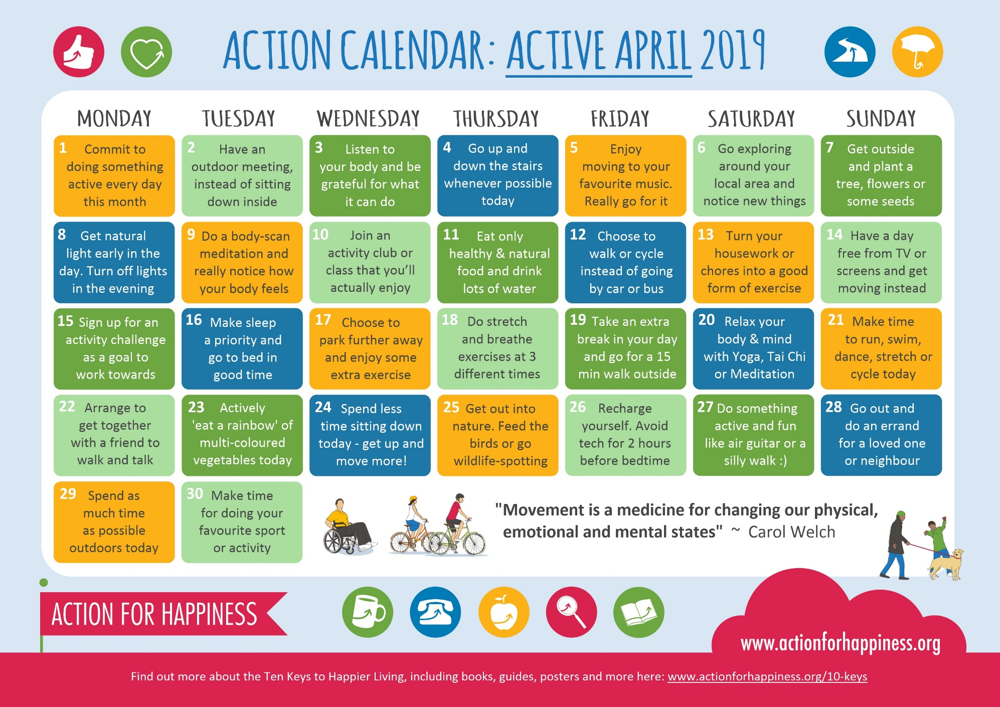 ACTION CALENDAR: ACTIVE APRIL 2019
MONDAY
TUESDAY
WEDNESDAY
THURSDAY
FRIDAY
SATURDAY
SUNDAY
1 Commit to
doing something
active every day
this month
2 Have an
outdoor meeting,
instead of sitting
down inside
3 Listen to
your body and be
grateful for what
it can do
4 Go up and
down the stairs
whenever possible
today
5 Enjoy
moving to your
favourite music.
Really go for it
6 Go exploring
around your
local area and
notice new things
7 Get outside
and plant a
tree, flowers or
some seeds
8 Get natural
light early in the
day. Turn off lights
in the evening
9 Do a body-scan
meditation and
really notice how
your body feels
10 Join an
activity club or
class that you'll
actually enjoy
11 Eat only
healthy & natural
food and drink
lots of water
12 Choose to
walk or cycle
instead of going
by car or bus
13 Turn your
housework or
chores into a good
form of exercise
14 Have a day
free from TV or
screens and get
moving instead
15 Sign up for an
activity challenge
as a goal to
work towards
16 Make sleep
a priority and
go to bed in
good time
17 Choose to
park further away
and enjoy some
extra exercise
18 Do stretch
and breathe
exercises at 3
different times
19 Take an extra
break in your day
and go for a 15
min walk outside
20 Relax your
body & mind
with Yoga, Tai Chi
or Meditation
21 Make time
to run, swim,
dance, stretch or
cycle today
22 Arrange to
get together
with a friend to
walk and talk
23 Actively
'eat a rainbow' of
multi-coloured
vegetables today
24 Spend less
time sitting down
today - get up and
move more!
25 Get out into
nature. Feed the
birds or go
wildlife-spotting
26 Recharge
yourself. Avoid
tech for 2 hours
before bedtime
27 Do something
active and fun
like air guitar or a
silly walk :)
28 Go out and
do an errand
for a loved one
or neighbour
29 Spend as
much time
as possible
outdoors today
30 Make time
for doing your
favourite sport
or activity
"Movement is a medicine for changing our physical,
emotional and mental states" ~ Carol Welch
ACTION FOR HAPPINESS
www.actionforhappiness.org
Find out more about the Ten Keys to Happier Living, including books, guides, posters and more here: www.actionforhappiness.org/10-keys